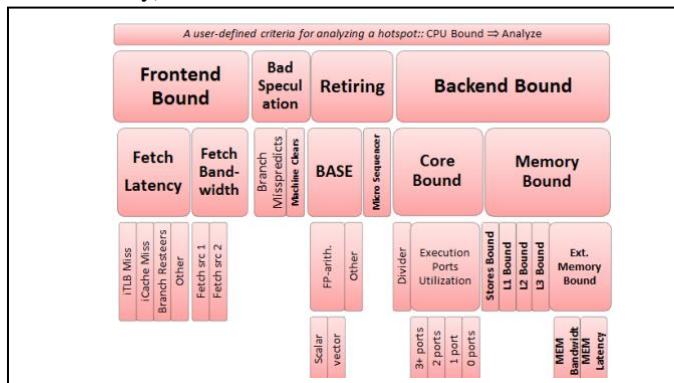 A user-defined criteria for analyzing a hotspot:: CPU Bound ⇒ Analyze
Frontend
Bound
Bad
Specul
ation
Retiring
Backend Bound
Fetch
Latency
Fetch
Band-
width
Branch
Misspredicts
Machine Clears
BASE
Micro Sequencer
Core
Bound
Memory
Bound
iTLB Miss
iCache Miss
Branch Resteers
Other
Fetch src 1
Fetch src 2
FP-arith.
Other
Divider
Execution
Ports
Utilization
Stores Bound
L1 Bound
L2 Bound
L3 Bound
Ext.
Memory
Bound
Scalar
vector
3+ ports
2 ports
1 port
0 ports
MEM
Bandwidt
MEM
Latency